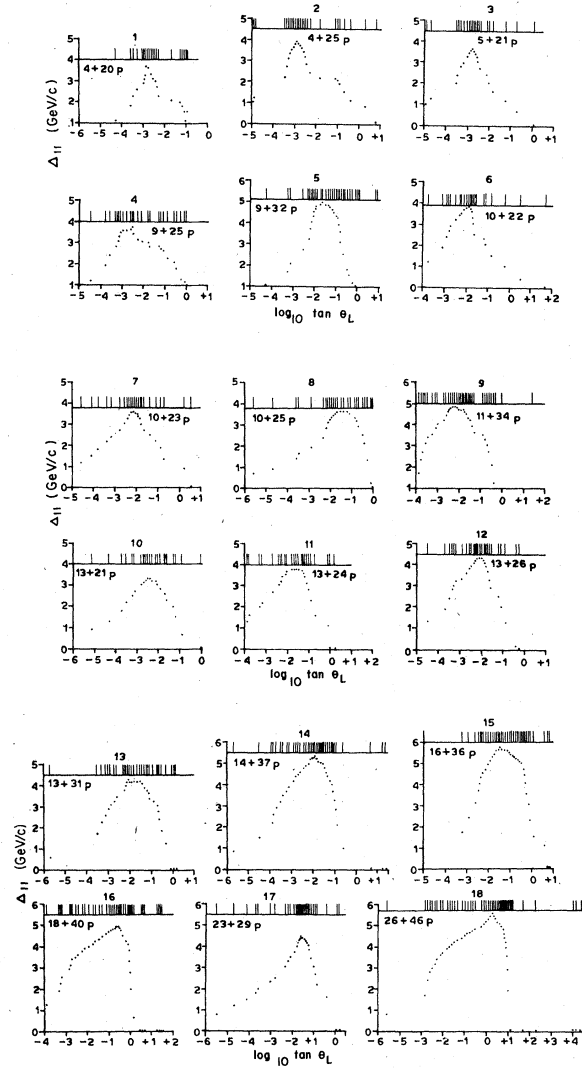 2
3
1
4+25 p
5+21 p
4+20 p
Δ11 (GeV/c)
5 4 3 2 1
5 4 3 2 1
5 4 3 2 1
-6 -5 -4 -3 -2 -1 0
-5 -4 -3 -2 -1 0 +1
-5 -4 -3 -2 -1 0 +1
4
5
6
9+25 p
9+32 p
10+22 p
5 4 3 2 1
6 5 4 3 2 1
5 4 3 2 1 0
-5 -4 -3 -2 -1 0 +1
-5 -4 -3 -2 -1 0 +1
-4 -3 -2 -1 0 +1 +2
log10 tan θL
7
8
9
10+23 p
10+25 p
11+34 p
Δ11 (GeV/c)
5 4 3 2 1 0
5 4 3 2 1 0
6 5 4 3 2 1
-5 -4 -3 -2 -1 0 +1
-6 -5 -4 -3 -2 -1 0
-4 -3 -2 -1 0 +1 +2
10
11
12
13+21 p
13+24 p
13+26 p
5 4 3 2 1 0
5 4 3 2 1 0
5 4 3 2 1 0
-6 -5 -4 -3 -2 -1 0
-4 -3 -2 -1 0 +1 +2
-5 -4 -3 -2 -1 0 +1
log10 tan θL
13
14
15
13+31 p
14+37 p
16+36 p
Δ11 (GeV/c)
5 4 3 2 1 0
6 5 4 3 2 1 0
6 5 4 3 2 1 0
-6 -5 -4 -3 -2 -1 0 +1
-6 -5 -4 -3 -2 -1 0 +1
-5 -4 -3 -2 -1 0 +1
16
17
18
18+40 p
23+29 p
26+46 p
6 5 4 3 2 1 0
6 5 4 3 2 1 0
6 5 4 3 2 1 0
-4 -3 -2 -1 0 +1 +2
-6 -5 -4 -3 -2 -1 0 +1
-6 -5 -4 -3 -2 -1 0 +1 +2 +3 +4
log10 tan θL